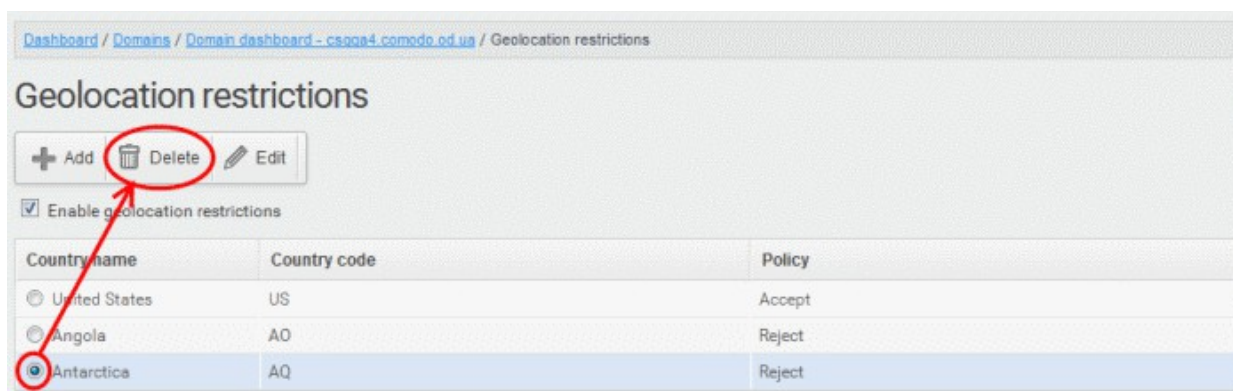 Dashboard / Domains / Domain dashboard - csqqa4.comodo.od.ua / Geolocation restrictions
Geolocation restrictions
Add Delete Edit
Enable geolocation restrictions
Country name Country code Policy
United States US Accept
Angola AO Reject
Antarctica AQ Reject